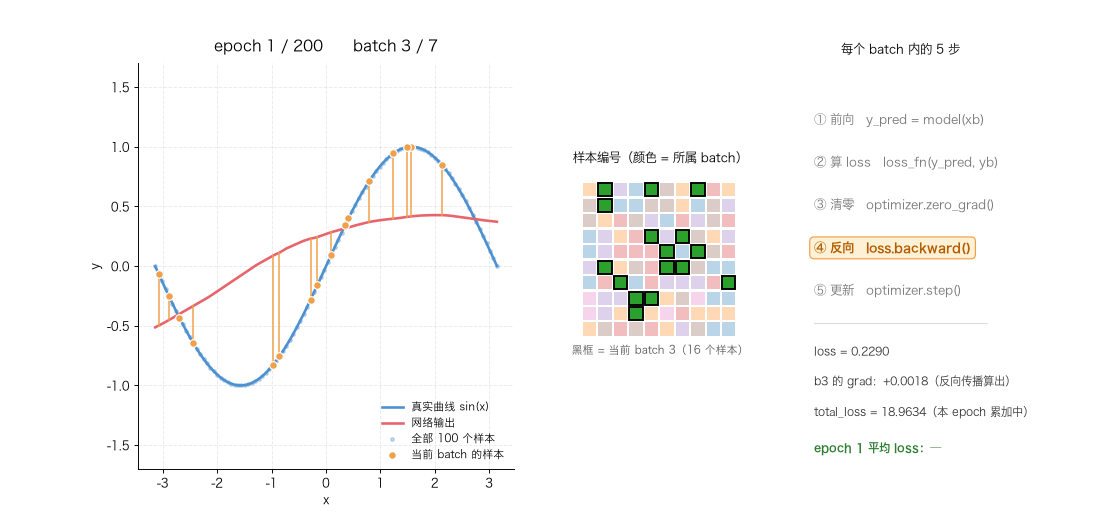 epoch 1 / 200 batch 3 / 7
1.5
1.0
0.5
0.0
-0.5
-1.0
-1.5
y
-3 -2 -1 0 1 2 3
x
真实曲线 sin(x)
网络输出
全部 100 个样本
当前 batch 的样本
样本编号（颜色 = 所属 batch）
黑框 = 当前 batch 3（16 个样本）
每个 batch 内的 5 步
① 前向 y_pred = model(xb)
② 算 loss loss_fn(y_pred, yb)
③ 清零 optimizer.zero_grad()
④ 反向 loss.backward()
⑤ 更新 optimizer.step()
loss = 0.2290
b3 的 grad: +0.0018（反向传播算出）
total_loss = 18.9634（本 epoch 累加中）
epoch 1 平均 loss: —